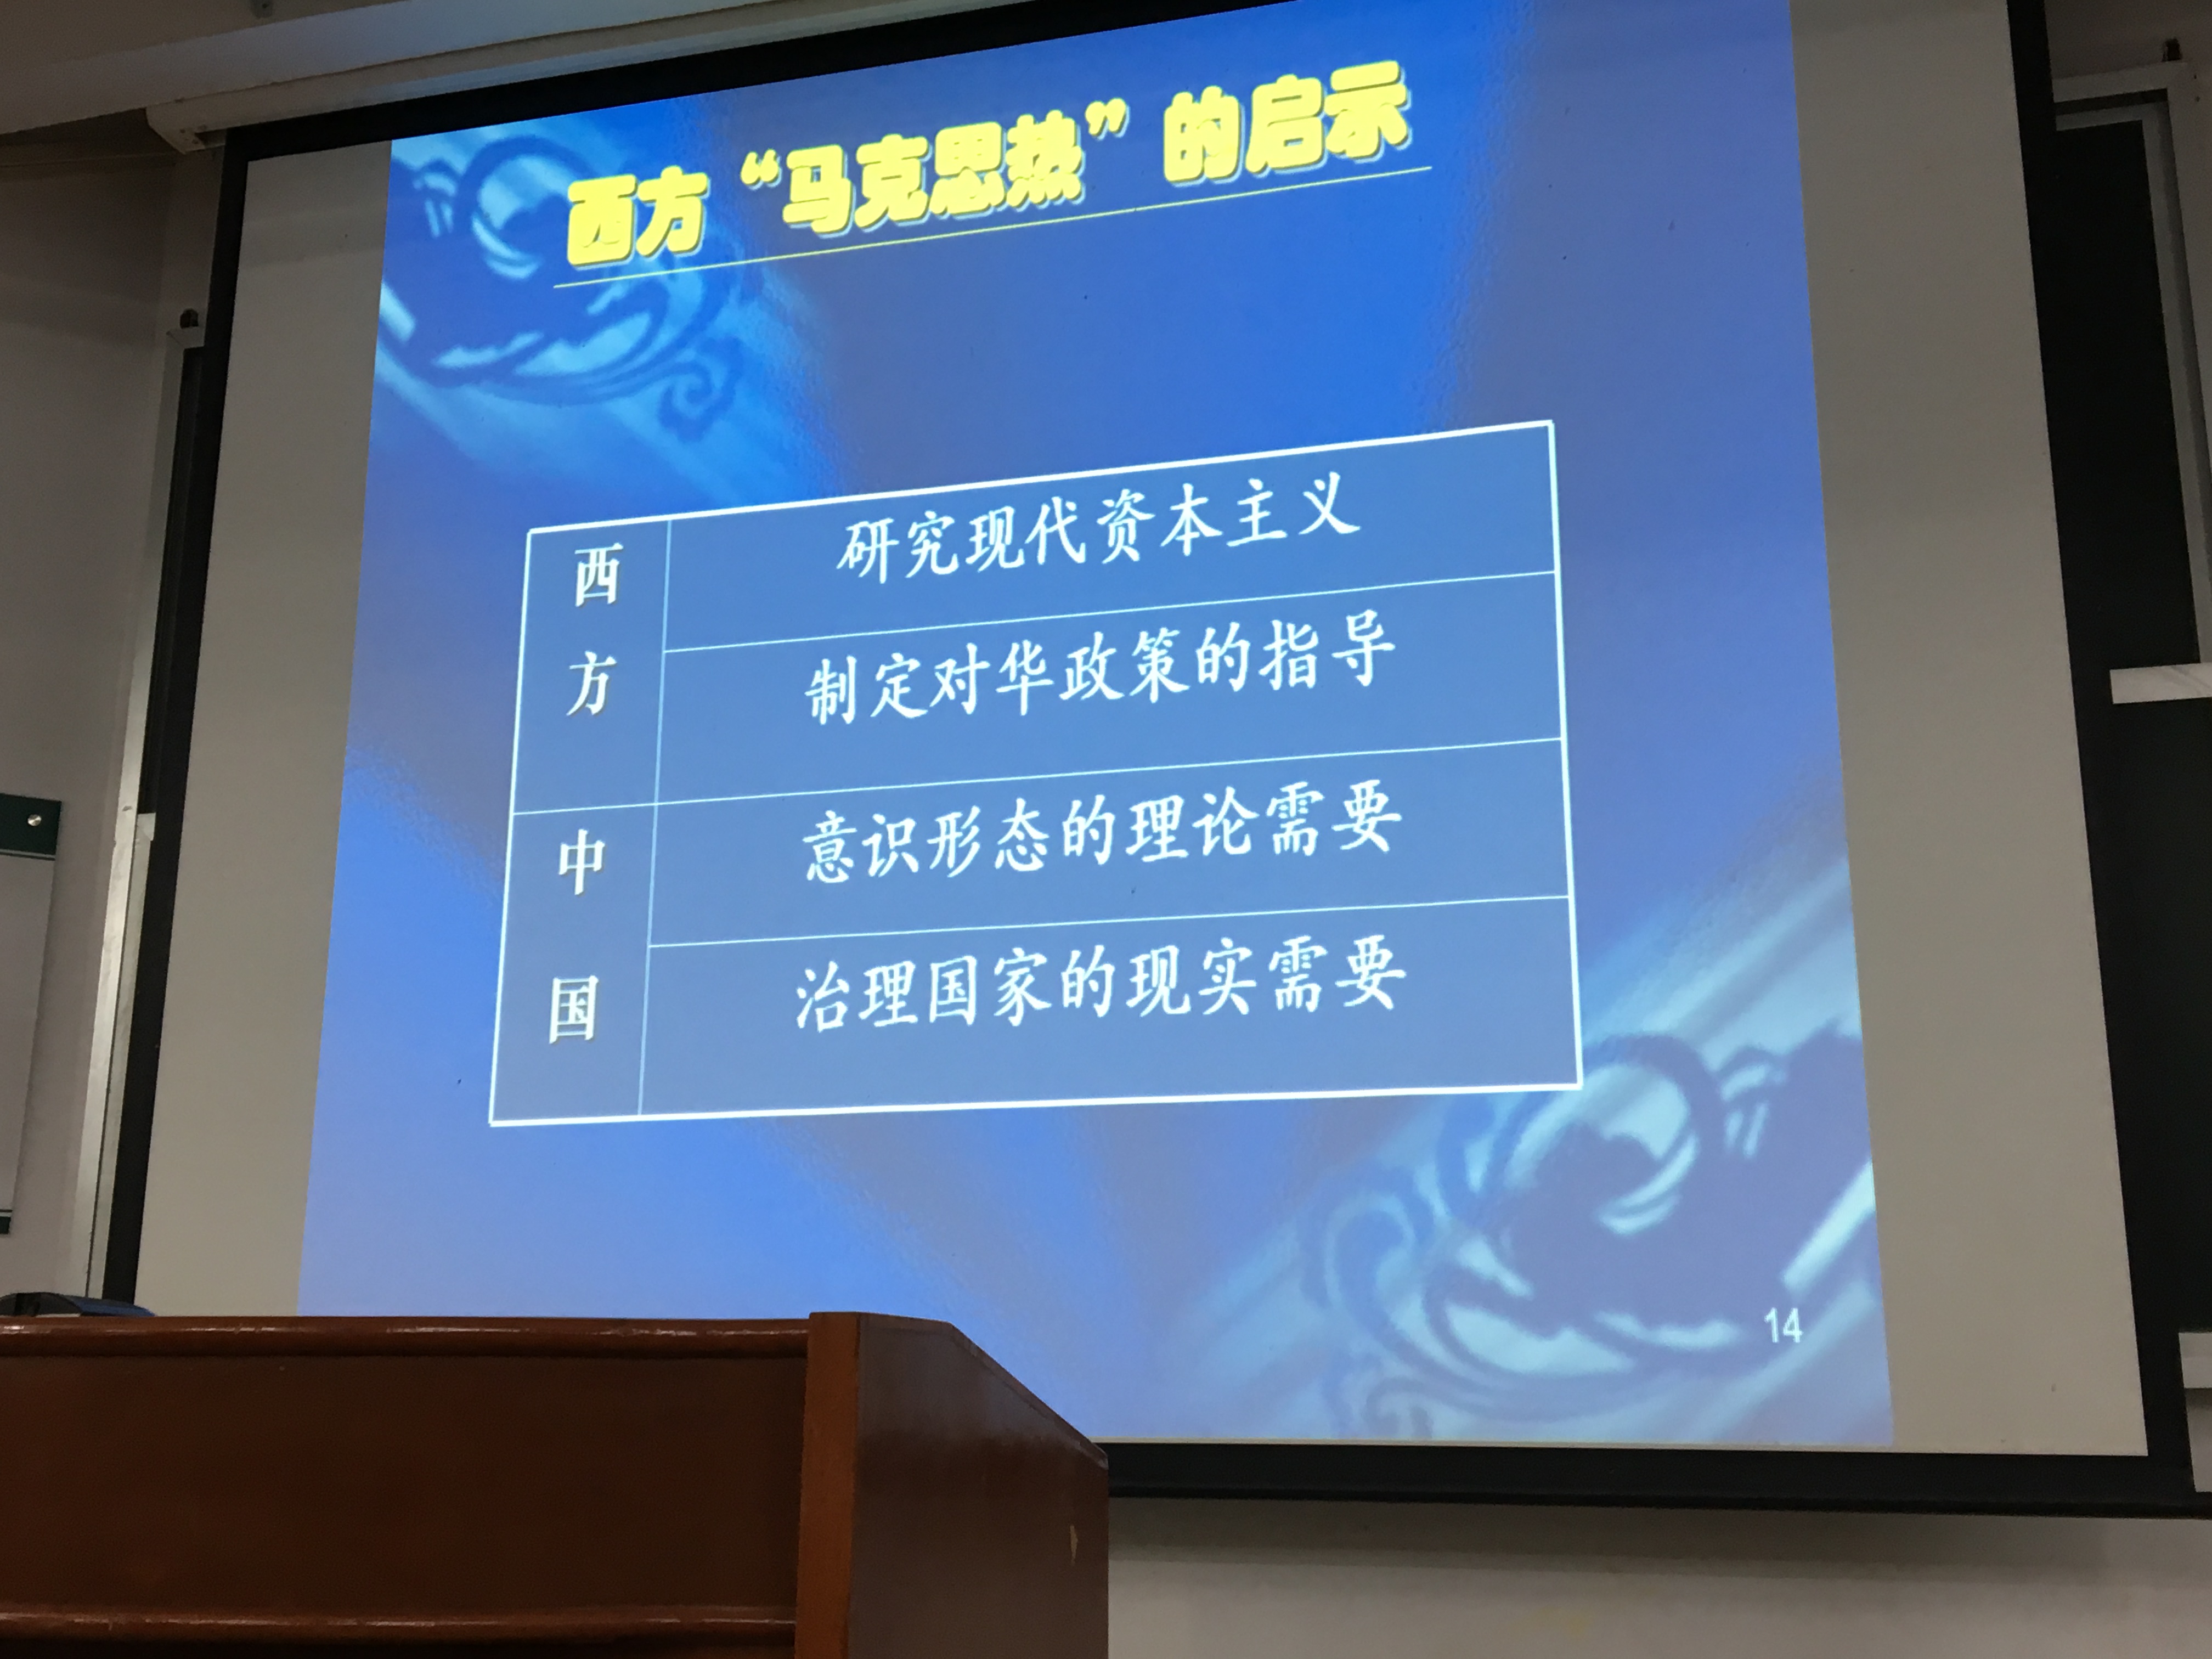 西方“马克思热”的启示
西方
研究现代资本主义
制定对华政策的指导
中国
意识形态的理论需要
治理国家的现实需要
14